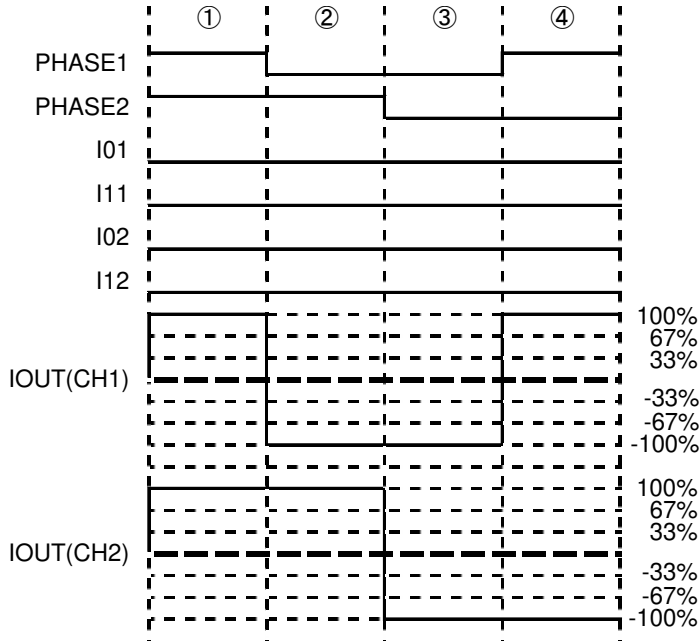 ① ② ③ ④
PHASE1
PHASE2
I01
I11
I02
I12
100%
67%
33%
IOUT(CH1)
-33%
-67%
-100%
100%
67%
33%
IOUT(CH2)
-33%
-67%
-100%